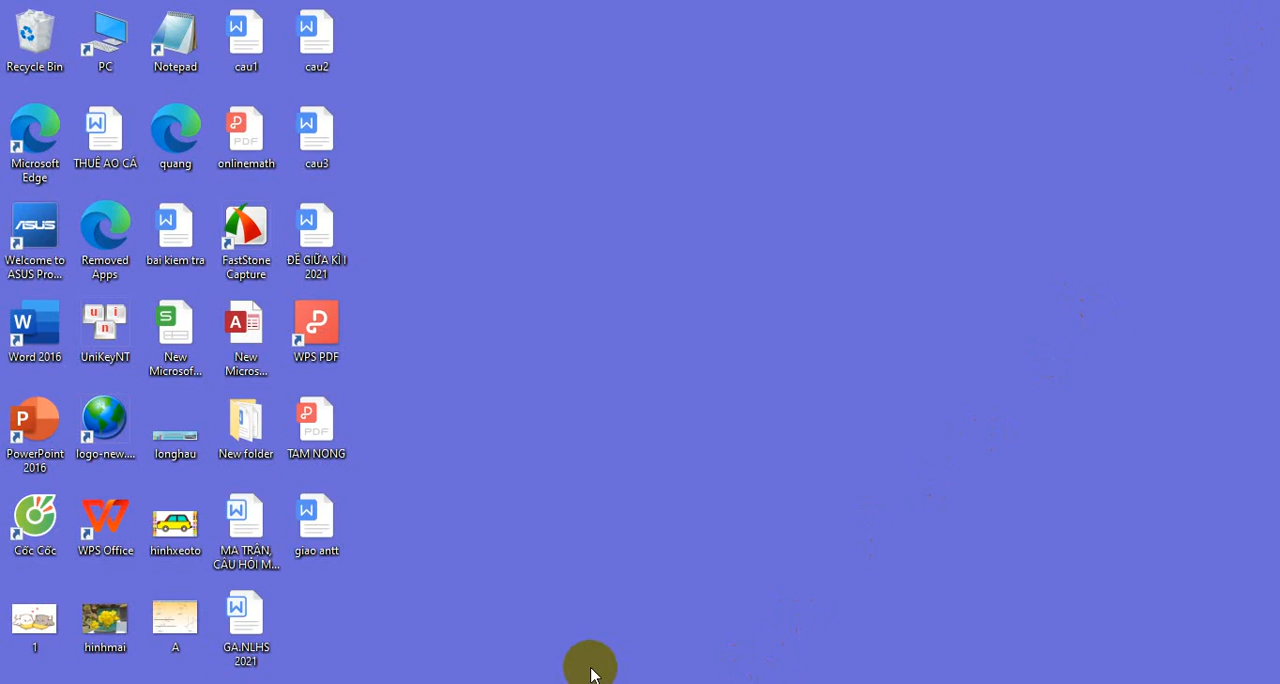 Recycle Bin
PC
Notepad
cau1
cau2
Microsoft
Edge
THUÊ AO CÁ
quang
onlinemath
PDF
cau3
Welcome to
ASUS Pro...
Removed
Apps
bai kiem tra
FastStone
Capture
ĐỀ GIỮA KÌ I
2021
Word 2016
UniKeyNT
New
Microsof...
New
Micros...
WPS PDF
PowerPoint
2016
logo-new....
longhau
New folder
TAM NONG
PDF
Cốc Cốc
WPS Office
hinhxeoto
MA TRẬN,
CÂU HỎI M...
giao antt
1
hinhmai
A
GA.NLHS
2021